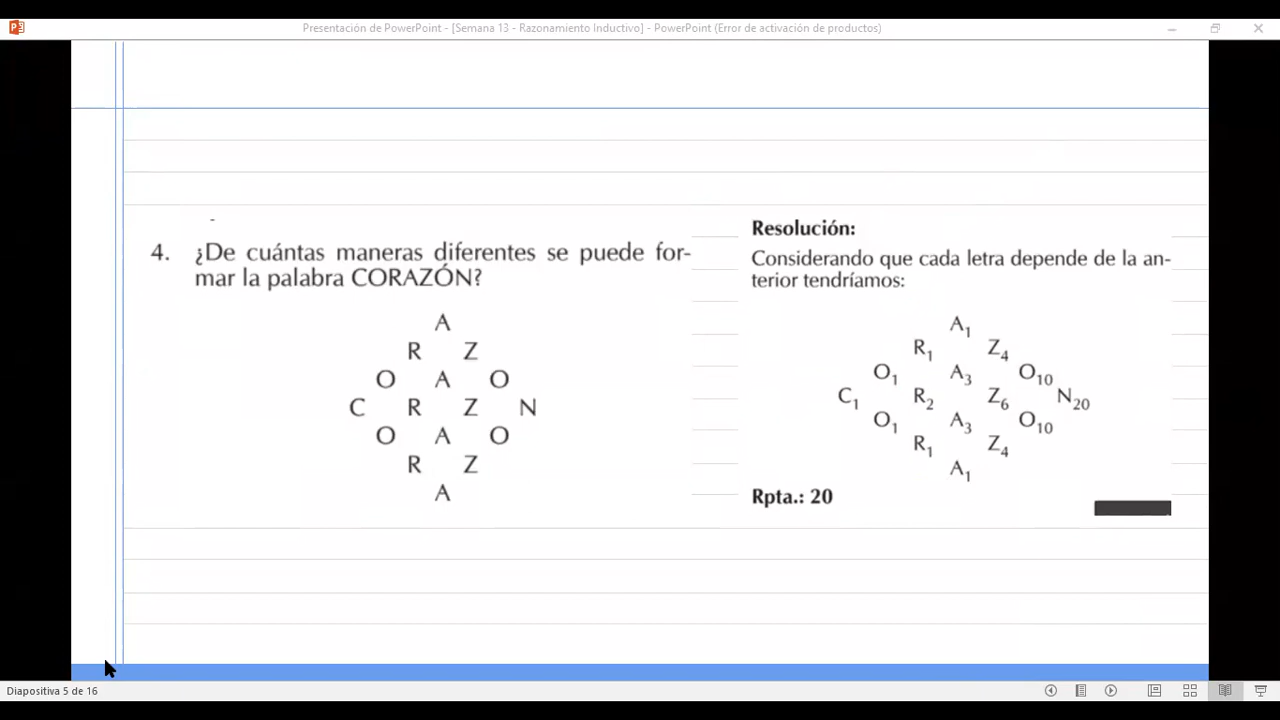 Presentación de PowerPoint - [Semana 13 - Razonamiento Inductivo] - PowerPoint (Error de activación de productos)
4. ¿De cuántas maneras diferentes se puede for-
mar la palabra CORAZÓN?
A
R Z
O A O
C R Z N
O A O
R Z
A
Resolución:
Considerando que cada letra depende de la an-
terior tendríamos:
A₁
R₁ Z₄
O₁ A₃ O₁₀
C₁ R₂ Z₆ N₂₀
O₁ A₃ O₁₀
R₁ Z₄
A₁
Rpta.: 20
Diapositiva 5 de 16